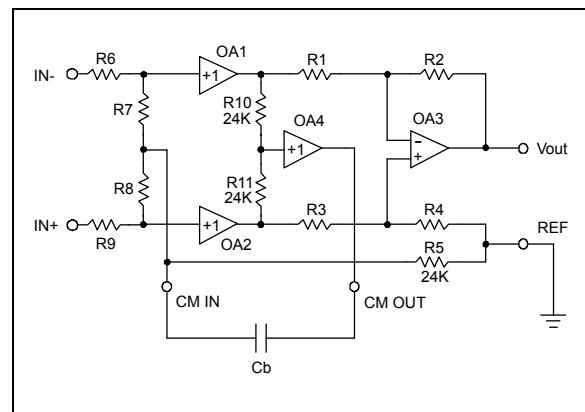 OA1
R6
R1
R2
IN-
+1
R7
R10
24K
OA4
OA3
+1
-
+
Vout
R8
R11
24K
IN+
+1
R3
R4
REF
R9
OA2
R5
24K
CM IN
CM OUT
Cb